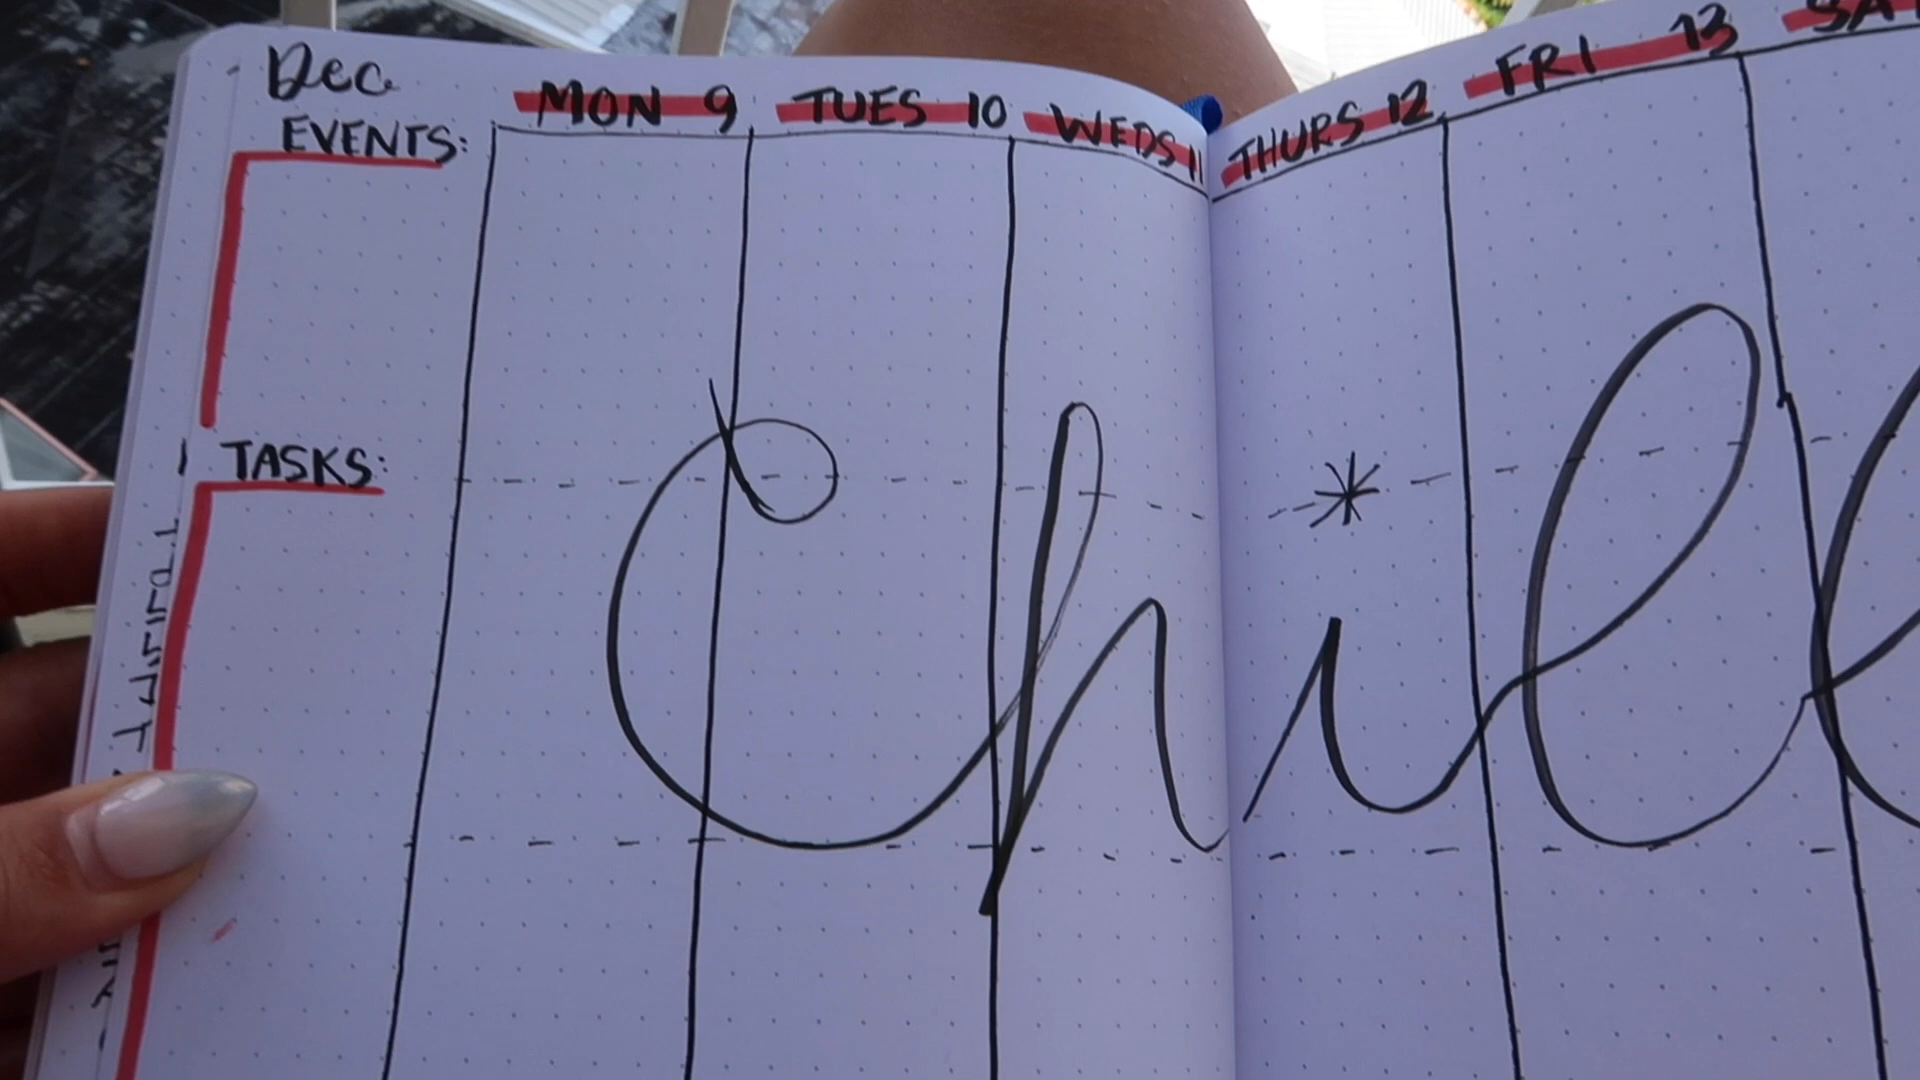 Dec
EVENTS:
MON 9 TUES 10 WEDS 11 THURS 12 FRI 13
TASKS:
Chill